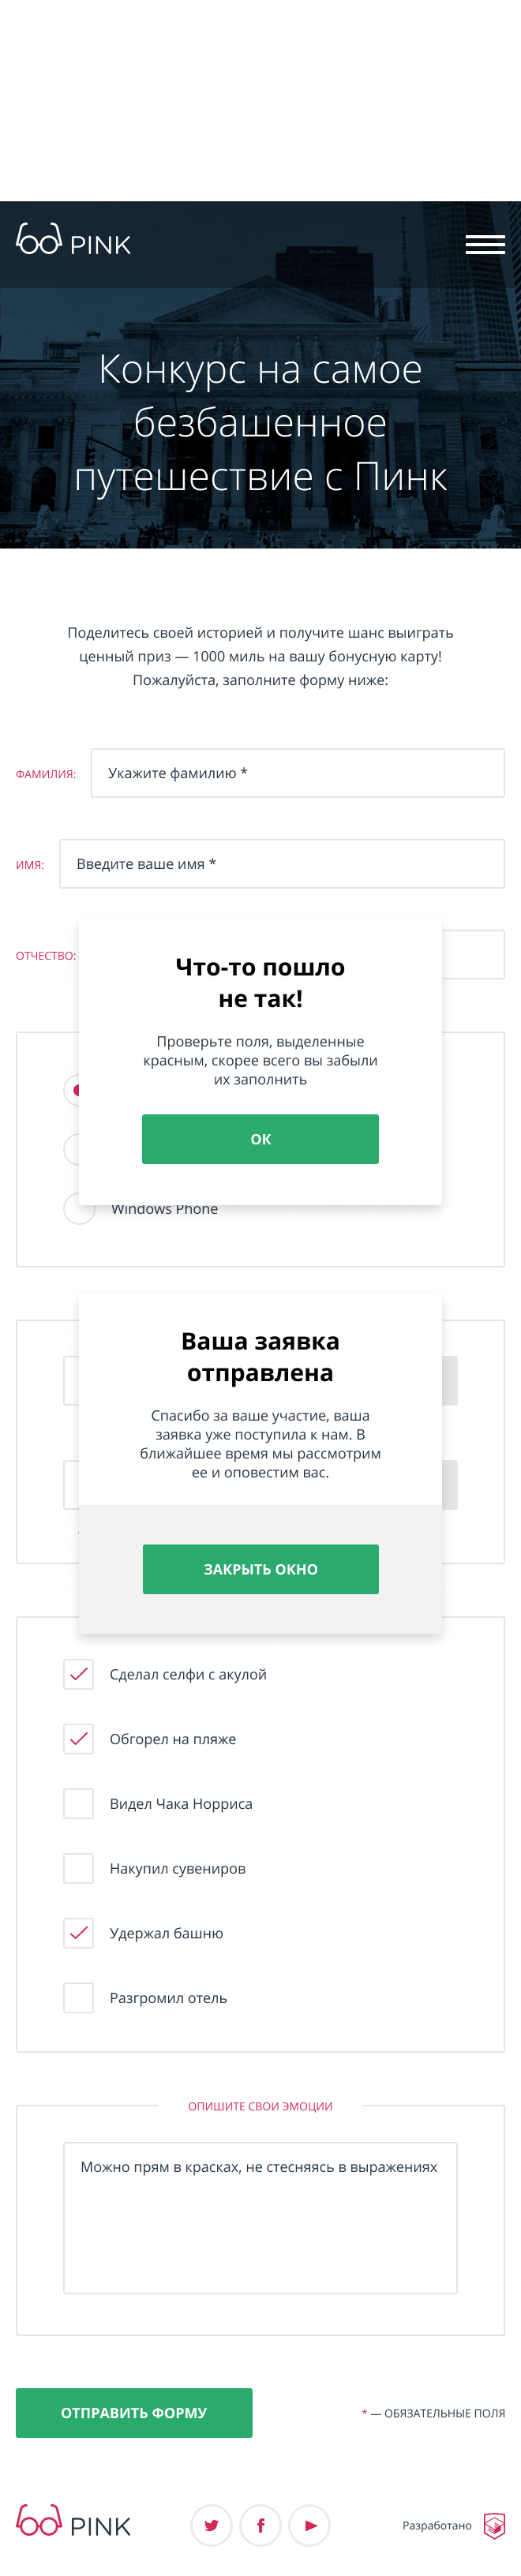 PINK
Конкурс на самое
безбашенное
путешествие с Пинк
Поделитесь своей историей и получите шанс выиграть
ценный приз — 1000 миль на вашу бонусную карту!
Пожалуйста, заполните форму ниже:
ФАМИЛИЯ:
Укажите фамилию *
ИМЯ:
Введите ваше имя *
ОТЧЕСТВО:
Что-то пошло
не так!
Проверьте поля, выделенные
красным, скорее всего вы забыли
их заполнить
ОК
Windows Phone
Ваша заявка
отправлена
Спасибо за ваше участие, ваша
заявка уже поступила к нам. В
ближайшее время мы рассмотрим
ее и оповестим вас.
ЗАКРЫТЬ ОКНО
Сделал селфи с акулой
Обгорел на пляже
Видел Чака Норриса
Накупил сувениров
Удержал башню
Разгромил отель
ОПИШИТЕ СВОИ ЭМОЦИИ
Можно прям в красках, не стесняясь в выражениях
ОТПРАВИТЬ ФОРМУ
* — ОБЯЗАТЕЛЬНЫЕ ПОЛЯ
PINK
Разработано